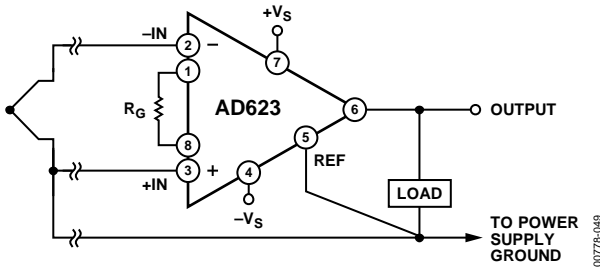 +VS
–IN
2
–
7
1
RG
AD623
6
OUTPUT
5
REF
8
3
+
4
+IN
LOAD
–VS
TO POWER
SUPPLY
GROUND
00778-049